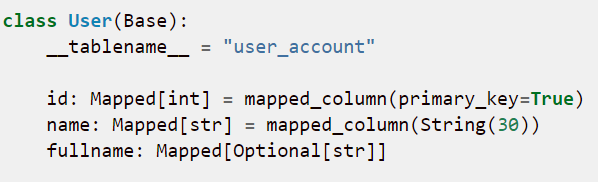 class User(Base):
    __tablename__ = "user_account"

    id: Mapped[int] = mapped_column(primary_key=True)
    name: Mapped[str] = mapped_column(String(30))
    fullname: Mapped[Optional[str]]